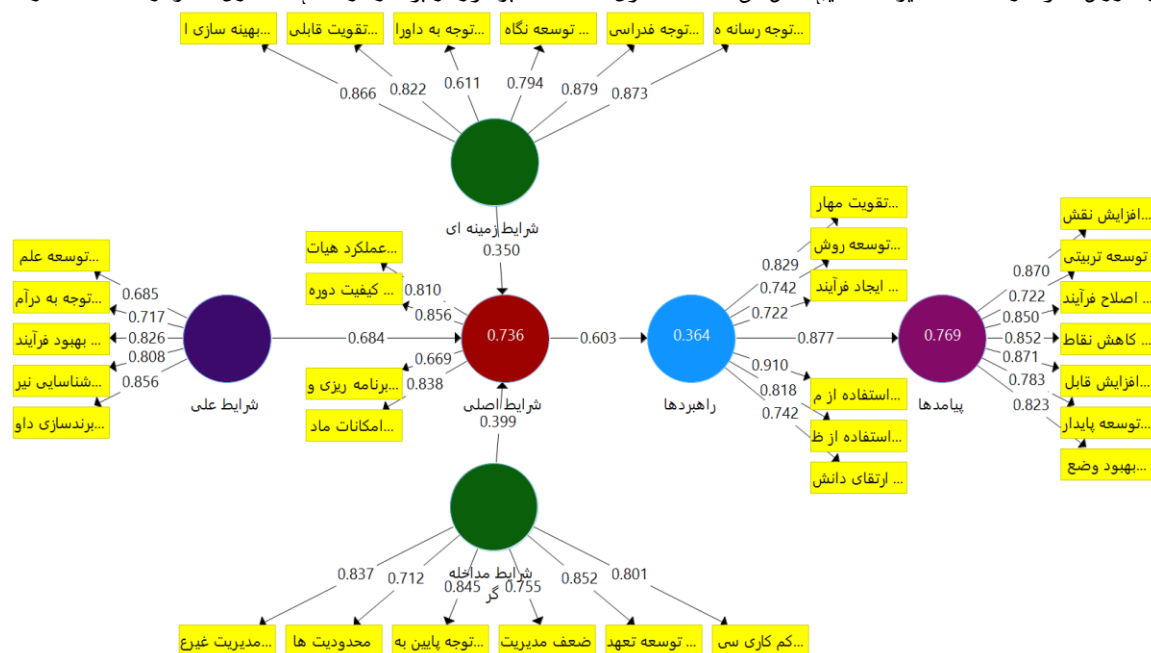 ...بهینه سازی ا
...تقویت قابلی
...توجه به داورا
... توسعه نگاه
...توجه فدراسی
...توجه رسانه ه
0.866
0.822
0.611
0.794
0.879
0.873
شرایط زمینه ای
0.350
...توسعه علم
...توجه به درآم
... بهبود فرآیند
...شناسایی نیر
...برندسازی داو
0.685
0.717
0.826
0.808
0.856
شرایط علی
0.684
...عملکرد هیات
... کیفیت دوره
...برنامه ریزی و
...امکانات ماد
0.810
0.856
0.669
0.838
0.736
شرایط اصلی
0.399
0.603
0.364
راهبردها
...تقویت مهار
...توسعه روش
... ایجاد فرآیند
...استفاده از م
...استفاده از ظ
... ارتقای دانش
0.829
0.742
0.722
0.910
0.818
0.742
0.877
0.769
پیامدها
...افزایش نقش
توسعه تربیتی
... اصلاح فرآیند
... کاهش نقاط
...افزایش قابل
...توسعه پایدار
...بهبود وضع
0.870
0.722
0.850
0.852
0.871
0.783
0.823
شرایط مداخله
گر
0.837
0.712
0.845
0.755
0.852
0.801
...مدیریت غیرع
محدودیت ها
...توجه پایین به
ضعف مدیریت
... توسعه تعهد
...کم کاری سی